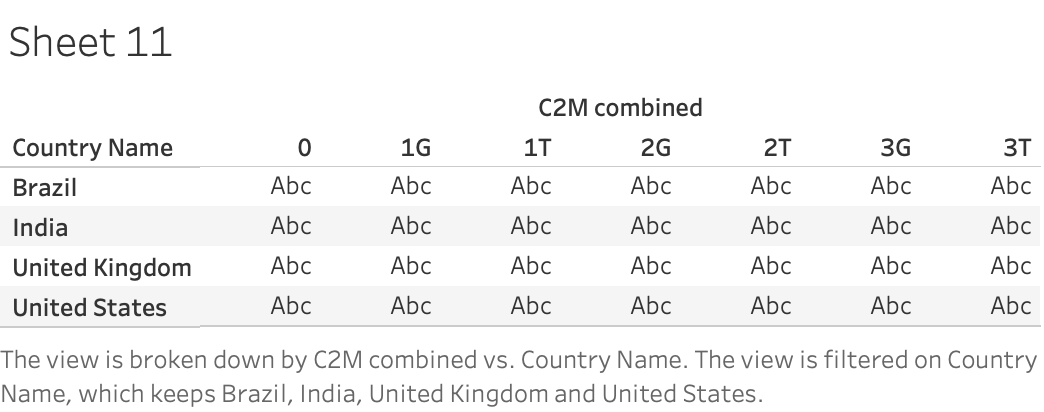 Sheet 11
C2M combined
Country Name 0 1G 1T 2G 2T 3G 3T
Brazil Abc Abc Abc Abc Abc Abc Abc
India Abc Abc Abc Abc Abc Abc Abc
United Kingdom Abc Abc Abc Abc Abc Abc Abc
United States Abc Abc Abc Abc Abc Abc Abc
The view is broken down by C2M combined vs. Country Name. The view is filtered on Country
Name, which keeps Brazil, India, United Kingdom and United States.